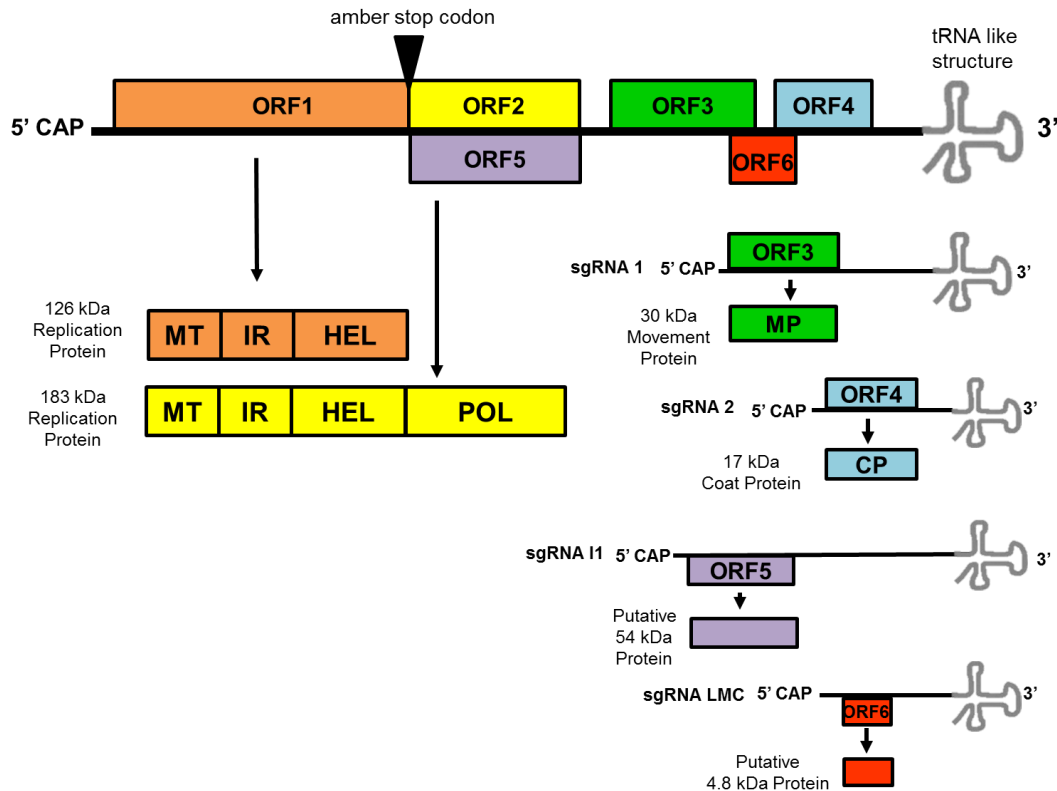 amber stop codon
tRNA like
structure
ORF1
ORF2
ORF3
ORF4
5’ CAP
3’
ORF5
ORF6
sgRNA 1
5’ CAP
ORF3
3’
126 kDa
Replication
Protein
MT
IR
HEL
30 kDa
Movement
Protein
MP
183 kDa
Replication
Protein
MT
IR
HEL
POL
sgRNA 2
5’ CAP
ORF4
3’
17 kDa
Coat Protein
CP
sgRNA I1
5’ CAP
ORF5
3’
Putative
54 kDa
Protein
sgRNA LMC
5’ CAP
ORF6
3’
Putative
4.8 kDa Protein